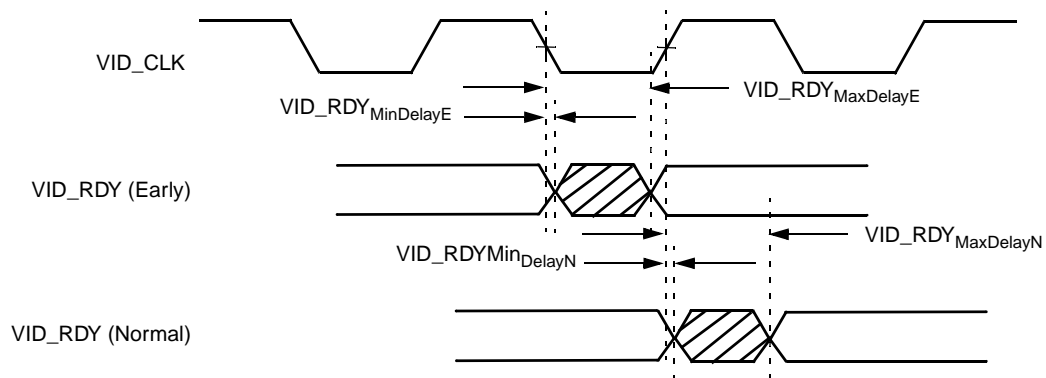 VID_CLK
VID_RDYMaxDelayE
VID_RDYMinDelayE
VID_RDY (Early)
VID_RDYMaxDelayN
VID_RDYMinDelayN
VID_RDY (Normal)